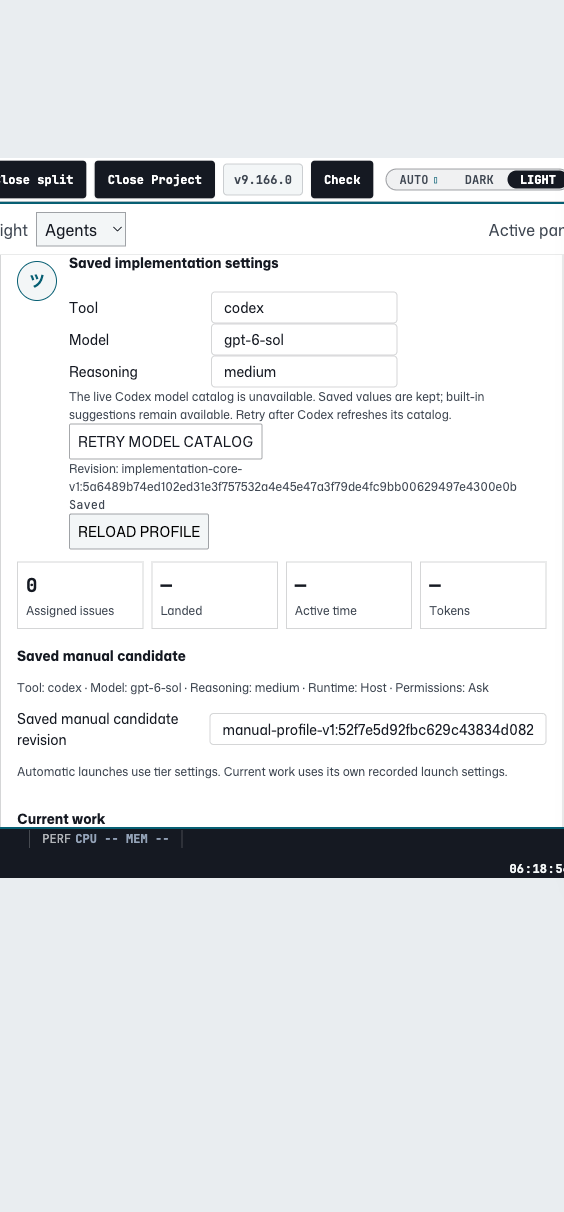 lose split Close Project v9.166.0 Check AUTO DARK LIGHT
ight Agents Active par
ツ
Saved implementation settings
Tool codex
Model gpt-6-sol
Reasoning medium
The live Codex model catalog is unavailable. Saved values are kept; built-in
suggestions remain available. Retry after Codex refreshes its catalog.
RETRY MODEL CATALOG
Revision: implementation-core-
v1:5a6489b74ed102ed31e3f757532a4e45e47a3f79de4fc9bb00629497e4300e0b
Saved
RELOAD PROFILE
0 — — —
Assigned issues Landed Active time Tokens
Saved manual candidate
Tool: codex · Model: gpt-6-sol · Reasoning: medium · Runtime: Host · Permissions: Ask
Saved manual candidate
revision
manual-profile-v1:52f7e5d92fbc629c43834d082
Automatic launches use tier settings. Current work uses its own recorded launch settings.
Current work
PERF CPU -- MEM --
06:18:5